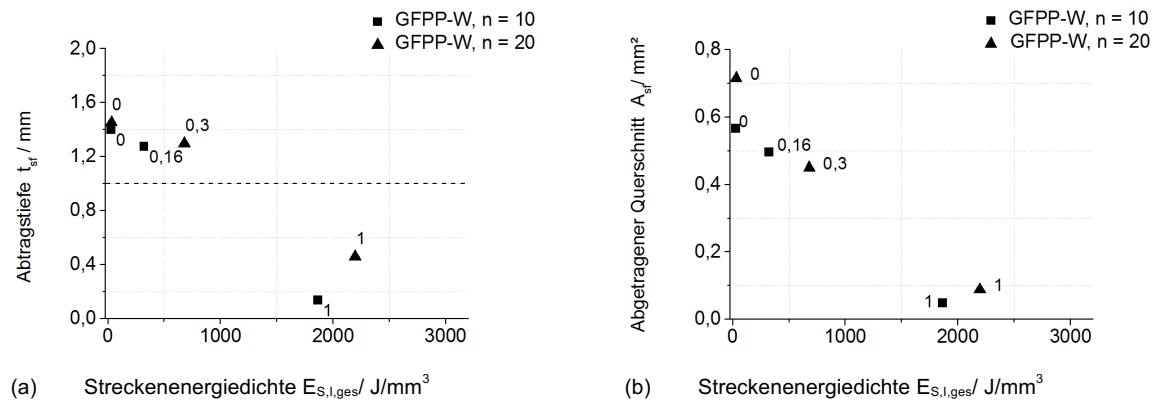 GFPP-W, n = 10
GFPP-W, n = 20
Abtragstiefe t_sf / mm
2,0
1,6
1,2
0,8
0,4
0,0
0
0
0,16
0,3
1
1
0 1000 2000 3000
(a) Streckenenergiedichte E_S,I,ges/ J/mm³
GFPP-W, n = 10
GFPP-W, n = 20
Abgetragener Querschnitt A_sf/ mm²
0,8
0,6
0,4
0,2
0,0
0
0
0,16
0,3
1
1
0 1000 2000 3000
(b) Streckenenergiedichte E_S,I,ges/ J/mm³